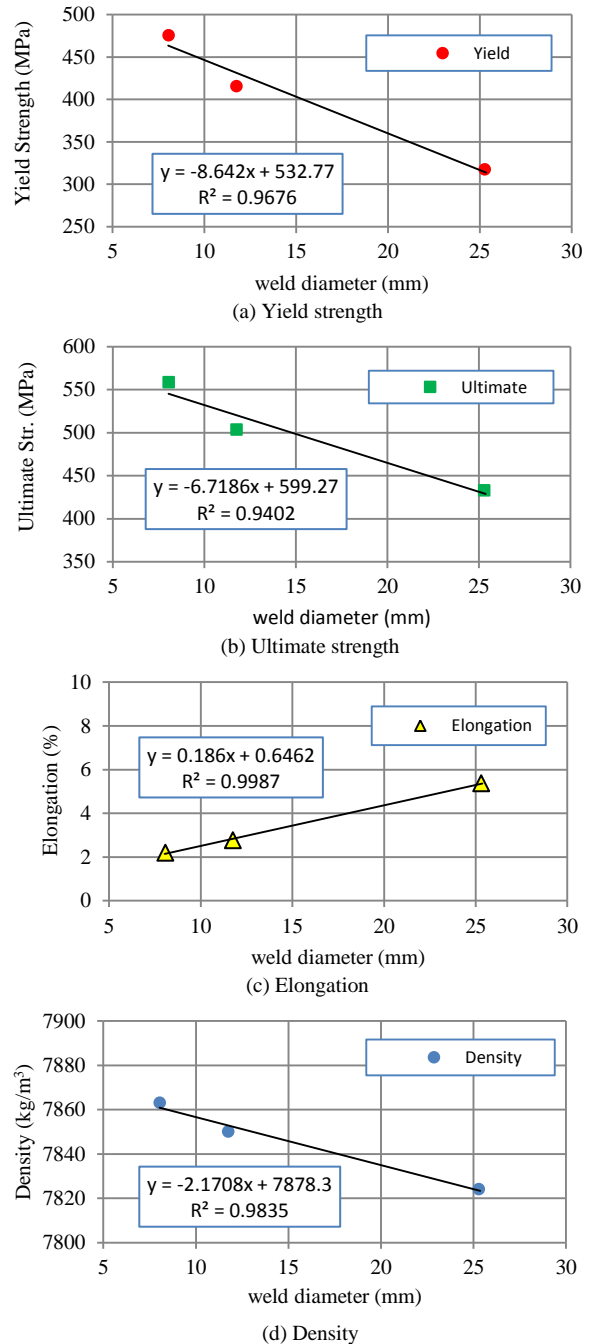 500
450
400
350
300
250
Yield Strength (MPa)
Yield
y = -8.642x + 532.77
R² = 0.9676
5 10 15 20 25 30
weld diameter (mm)
(a) Yield strength
600
550
500
450
400
350
Ultimate Str. (MPa)
Ultimate
y = -6.7186x + 599.27
R² = 0.9402
5 10 15 20 25 30
weld diameter (mm)
(b) Ultimate strength
10
8
6
4
2
0
Elongation (%)
Elongation
y = 0.186x + 0.6462
R² = 0.9987
5 10 15 20 25 30
weld diameter (mm)
(c) Elongation
7900
7880
7860
7840
7820
7800
Density (kg/m³)
Density
y = -2.1708x + 7878.3
R² = 0.9835
5 10 15 20 25 30
weld diameter (mm)
(d) Density